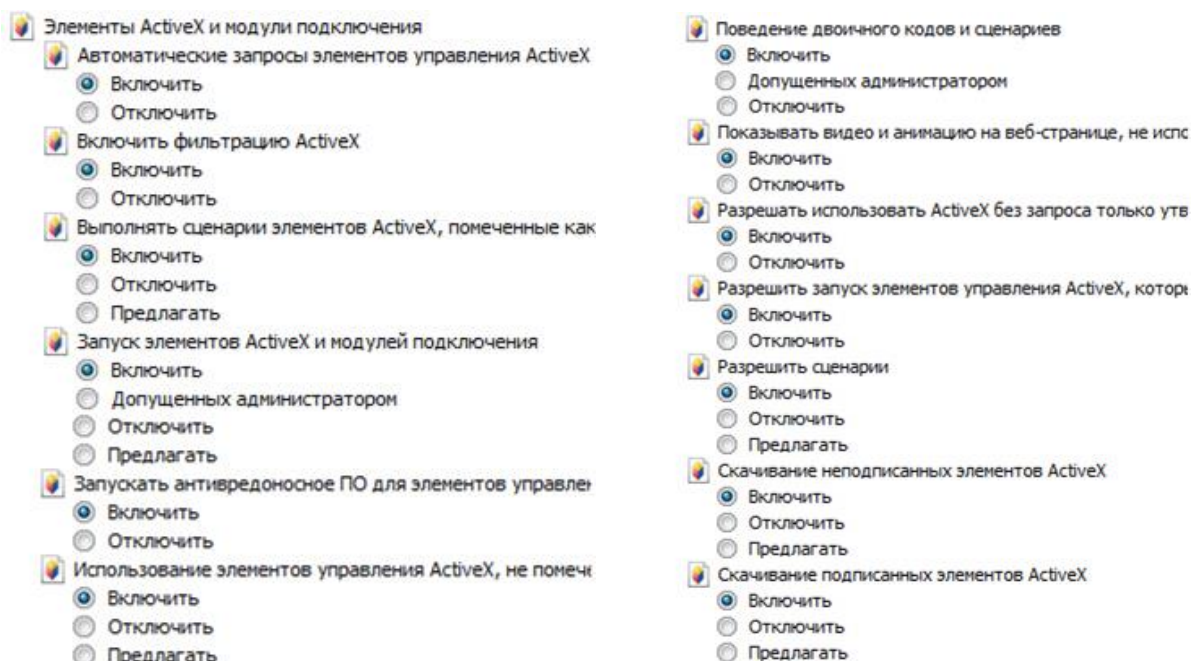 Элементы ActiveX и модули подключения
Автоматические запросы элементов управления ActiveX
Включить
Отключить
Включить фильтрацию ActiveX
Включить
Отключить
Выполнять сценарии элементов ActiveX, помеченные как
Включить
Отключить
Предлагать
Запуск элементов ActiveX и модулей подключения
Включить
Допущенных администратором
Отключить
Предлагать
Запускать антивредоносное ПО для элементов управлен
Включить
Отключить
Использование элементов управления ActiveX, не помече
Включить
Отключить
Предлагать
Поведение двоичного кодов и сценариев
Включить
Допущенных администратором
Отключить
Показывать видео и анимацию на веб-странице, не испо
Включить
Отключить
Разрешать использовать ActiveX без запроса только утв
Включить
Отключить
Разрешить запуск элементов управления ActiveX, которы
Включить
Отключить
Разрешить сценарии
Включить
Отключить
Предлагать
Скачивание неподписанных элементов ActiveX
Включить
Отключить
Предлагать
Скачивание подписанных элементов ActiveX
Включить
Отключить
Предлагать